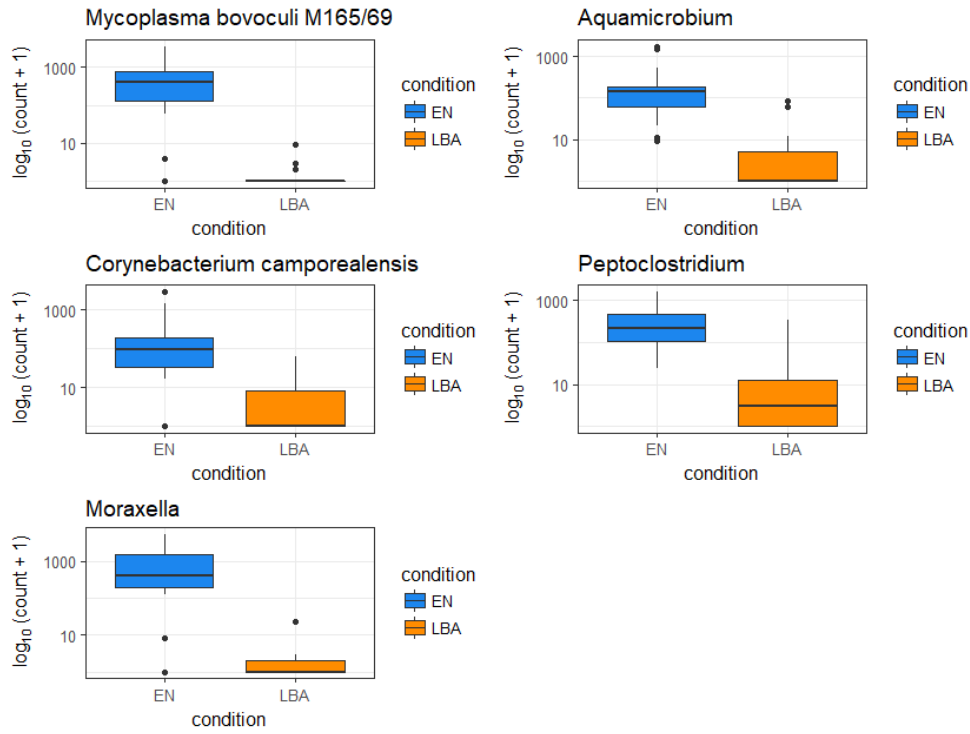 Mycoplasma bovoculi M165/69
log₁₀ (count + 1)
1000
10
EN
LBA
condition
condition
EN
LBA
Aquamicrobium
log₁₀ (count + 1)
1000
10
EN
LBA
condition
condition
EN
LBA
Corynebacterium camporealensis
log₁₀ (count + 1)
1000
10
EN
LBA
condition
condition
EN
LBA
Peptoclostridium
log₁₀ (count + 1)
1000
10
EN
LBA
condition
condition
EN
LBA
Moraxella
log₁₀ (count + 1)
1000
10
EN
LBA
condition
condition
EN
LBA